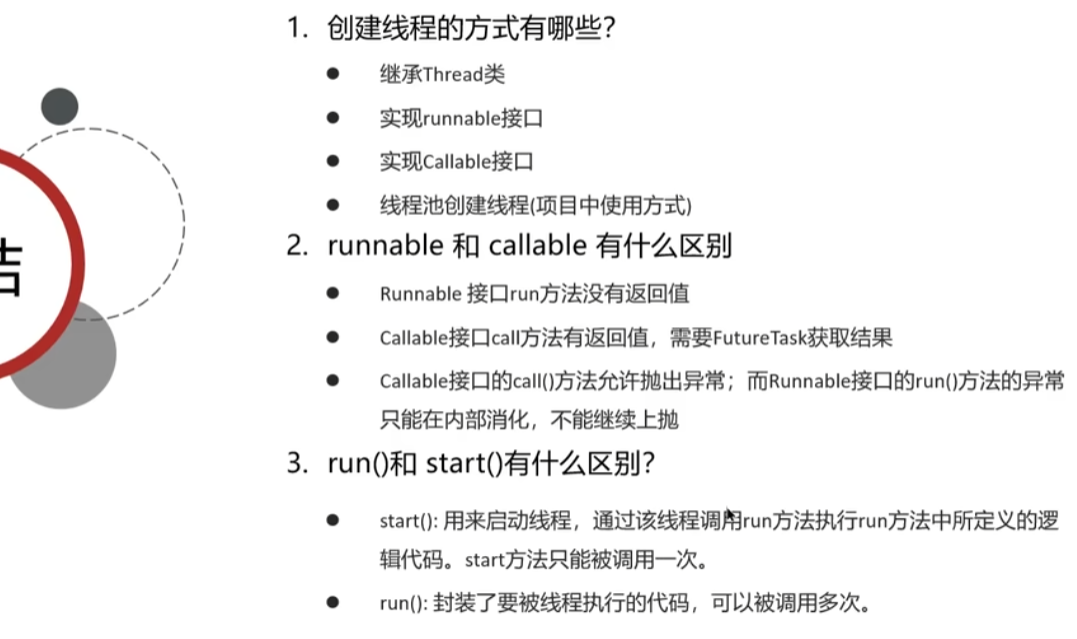 1. 创建线程的方式有哪些？
● 继承Thread类
● 实现runnable接口
● 实现Callable接口
● 线程池创建线程(项目中使用方式)
2. runnable 和 callable 有什么区别
● Runnable 接口run方法没有返回值
● Callable接口call方法有返回值，需要FutureTask获取结果
● Callable接口的call()方法允许抛出异常；而Runnable接口的run()方法的异常
只能在内部消化，不能继续上抛
3. run()和 start()有什么区别？
● start(): 用来启动线程，通过该线程调用run方法执行run方法中所定义的逻
辑代码。start方法只能被调用一次。
● run(): 封装了要被线程执行的代码，可以被调用多次。